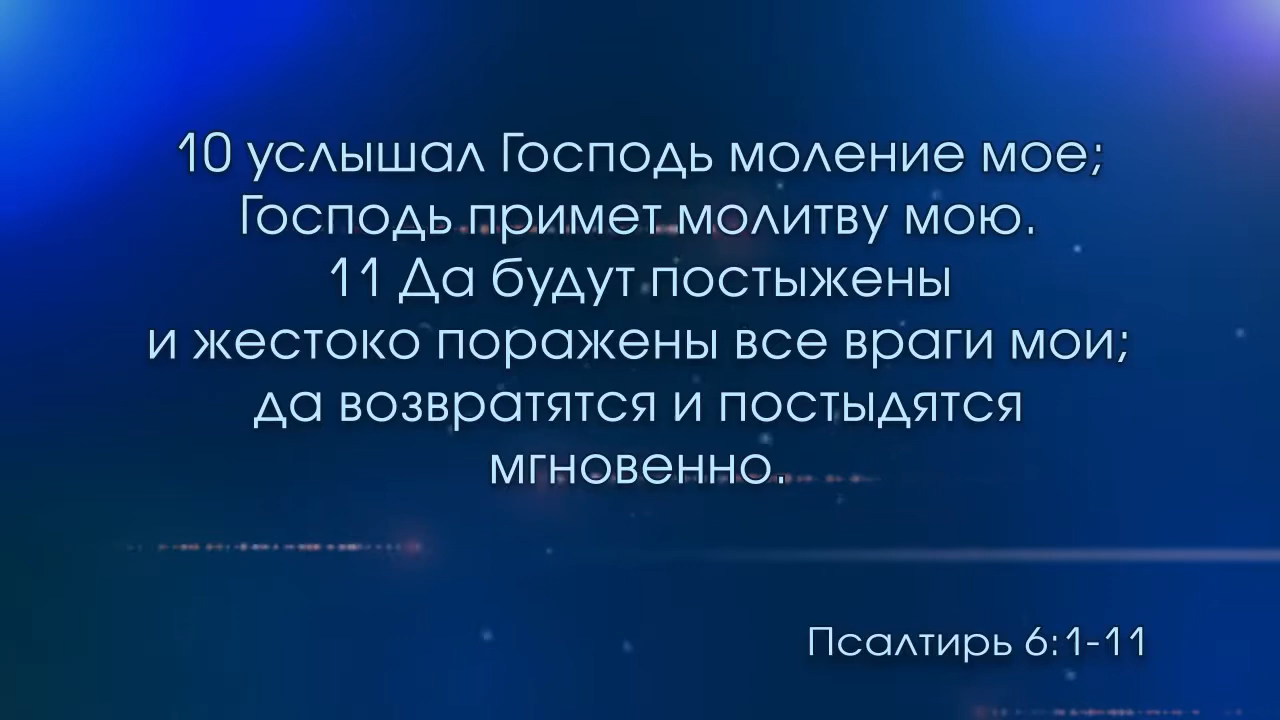 10 услышал Господь моление мое;
Господь примет молитву мою.
11 Да будут постыжены
и жестоко поражены все враги мои;
да возвратятся и постыдятся
мгновенно.
Псалтирь 6:1-11